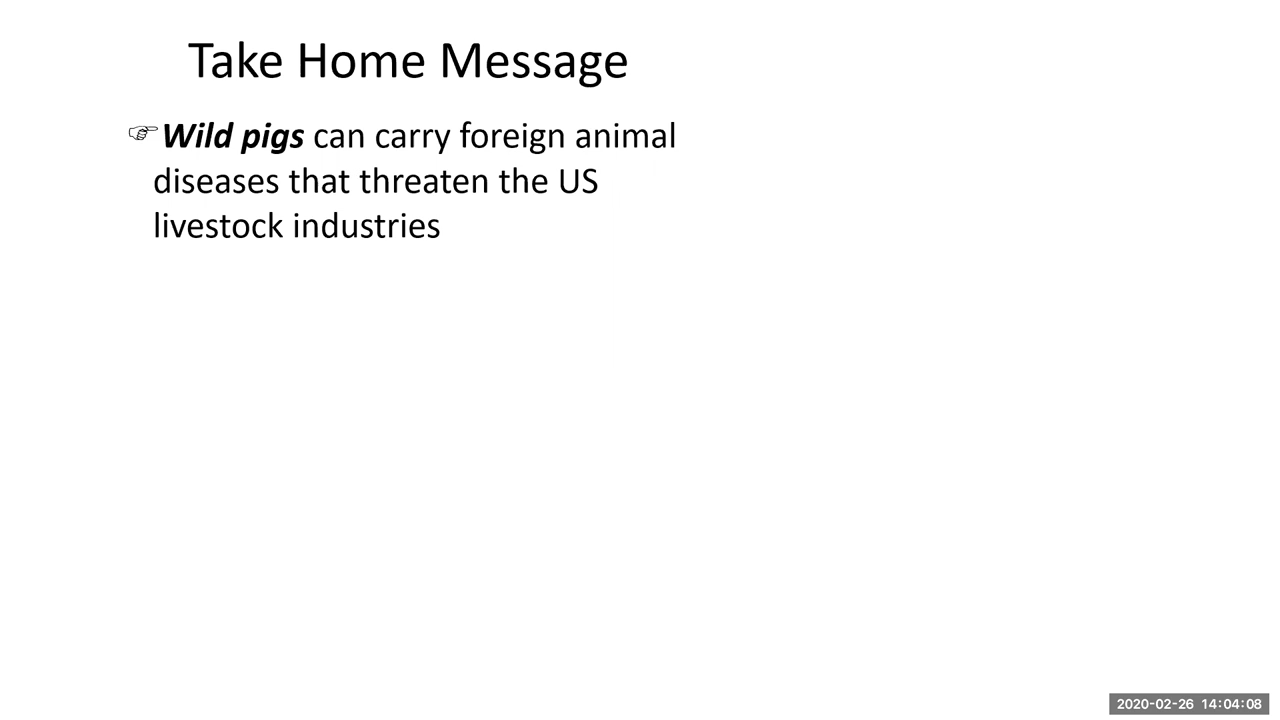 Take Home Message
☞Wild pigs can carry foreign animal
diseases that threaten the US
livestock industries
2020-02-26 14:04:08